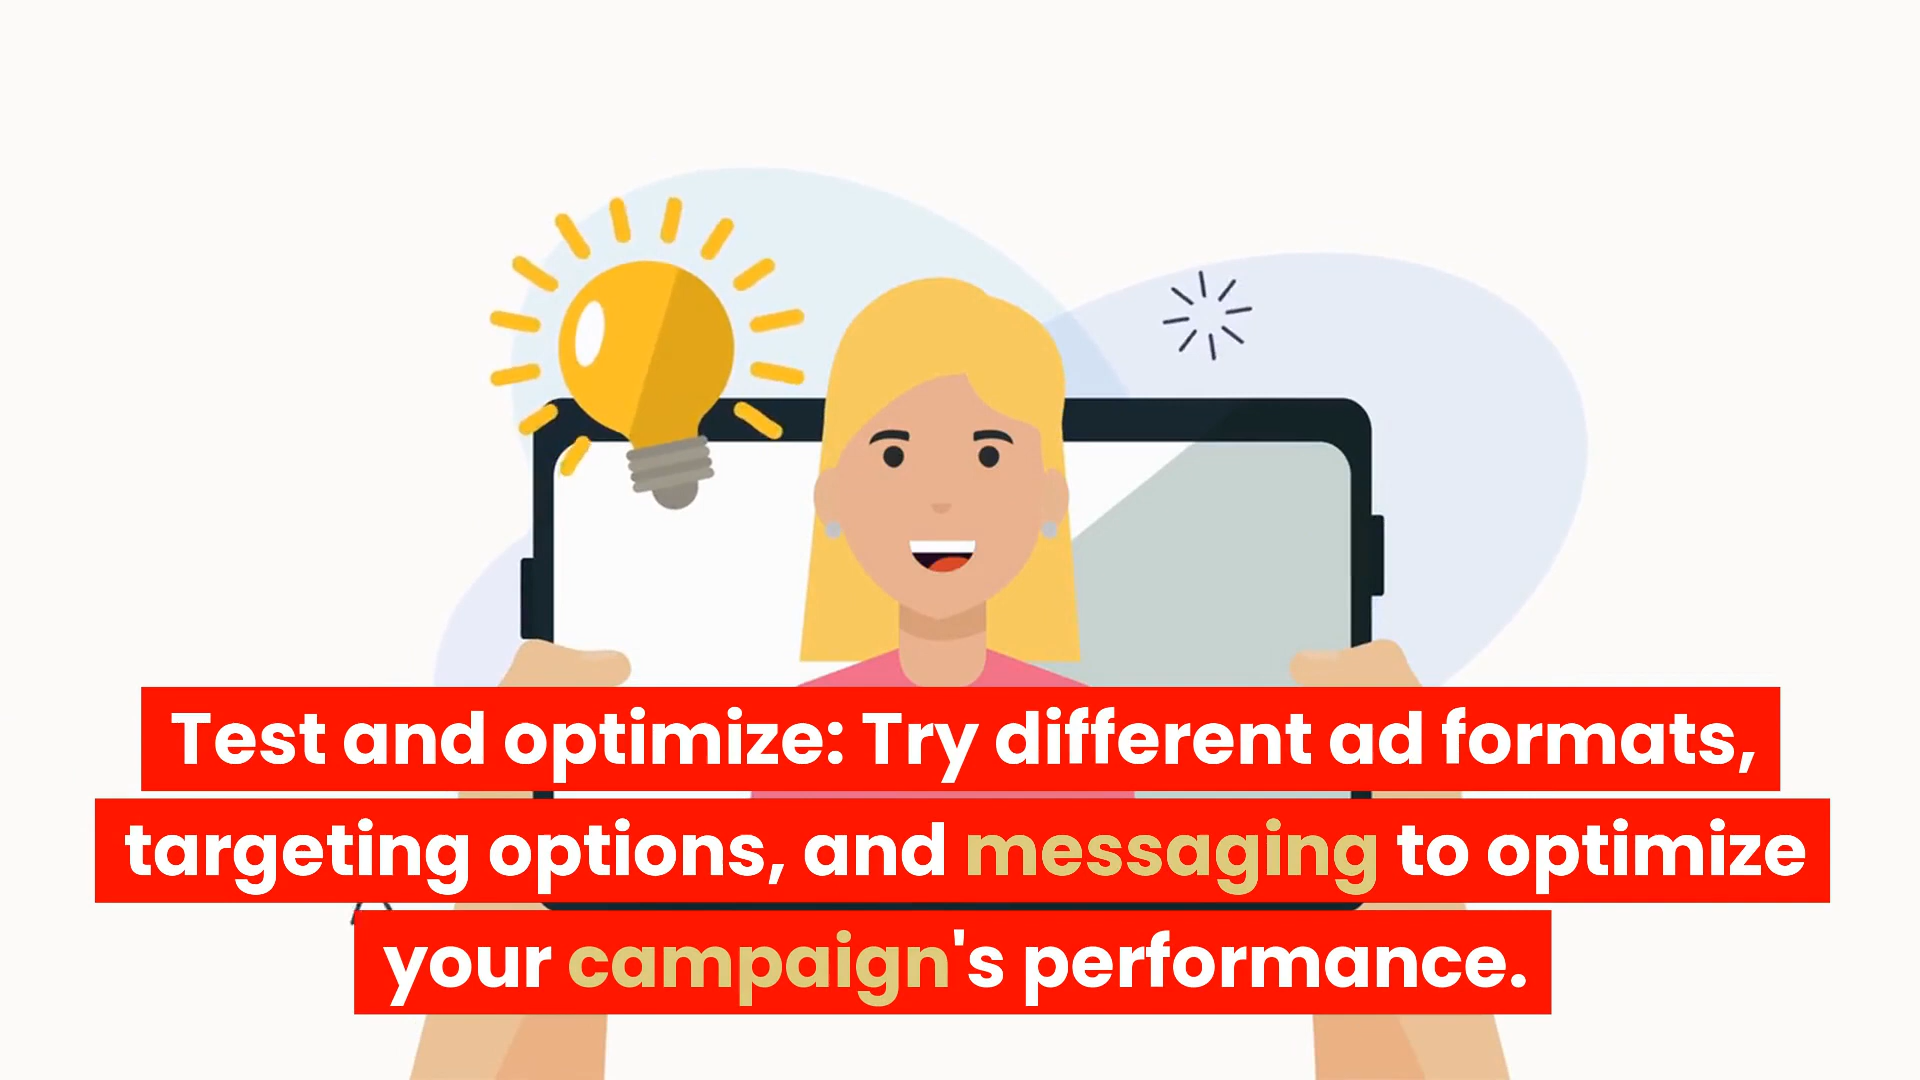 Test and optimize: Try different ad formats,
targeting options, and messaging to optimize
your campaign's performance.